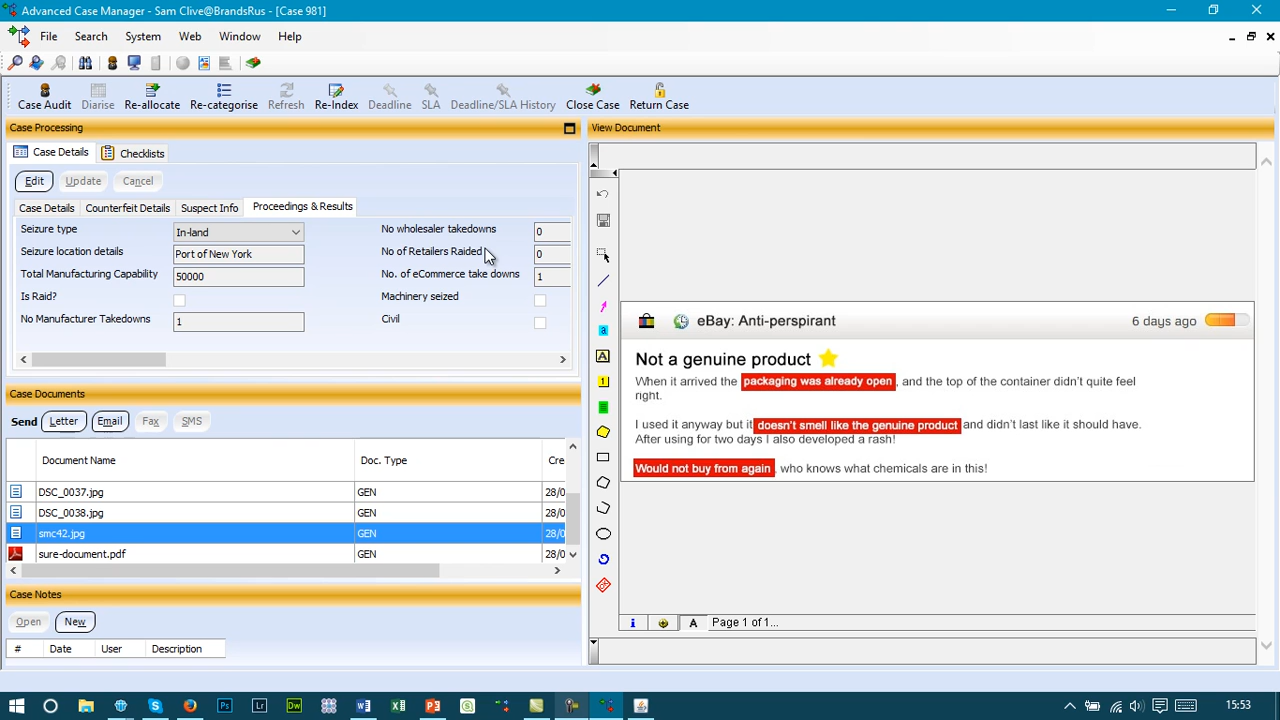 Advanced Case Manager - Sam Clive@BrandsRus - [Case 981]
File Search System Web Window Help
Case Audit Diarise Re-allocate Re-categorise Refresh Re-Index Deadline SLA Deadline/SLA History Close Case Return Case
Case Processing
Case Details Checklists
Edit Update Cancel
Case Details Counterfeit Details Suspect Info Proceedings & Results
Seizure type In-land No wholesaler takedowns 0
Seizure location details Port of New York No of Retailers Raided 0
Total Manufacturing Capability 50000 No. of eCommerce take downs 1
Is Raid? Machinery seized
No Manufacturer Takedowns 1 Civil
Case Documents
Send Letter Email Fax SMS
Document Name Doc. Type Cre
DSC_0037.jpg GEN 28/0
DSC_0038.jpg GEN 28/0
smc42.jpg GEN 28/0
sure-document.pdf GEN 28/0
Case Notes
Open New
# Date User Description
View Document
eBay: Anti-perspirant 6 days ago
Not a genuine product
When it arrived the packaging was already open, and the top of the container didn't quite feel
right.
I used it anyway but it doesn't smell like the genuine product and didn't last like it should have.
After using for two days I also developed a rash!
Would not buy from again, who knows what chemicals are in this!
Page 1 of 1...
15:53